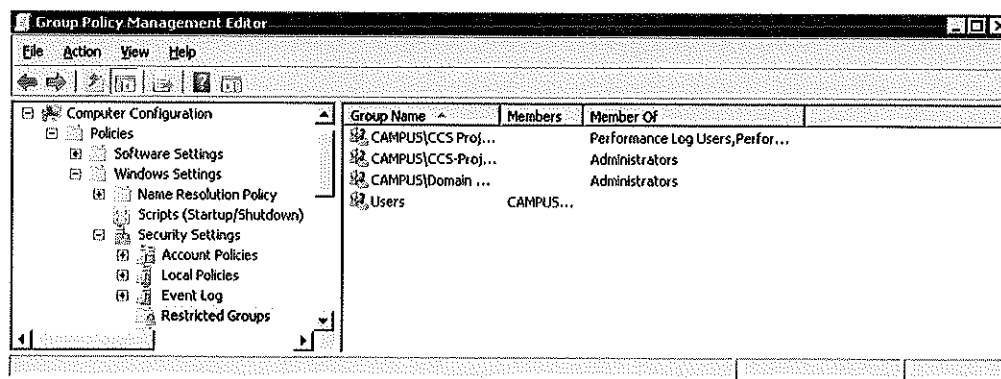 Group Policy Management Editor
File Action View Help
Computer Configuration
Policies
Software Settings
Windows Settings
Name Resolution Policy
Scripts (Startup/Shutdown)
Security Settings
Account Policies
Local Policies
Event Log
Restricted Groups
Group Name Members Member Of
CAMPUS\CCS Proj... Performance Log Users,Perfor...
CAMPUS\CCS-Proj... Administrators
CAMPUS\Domain ... Administrators
Users CAMPUS...